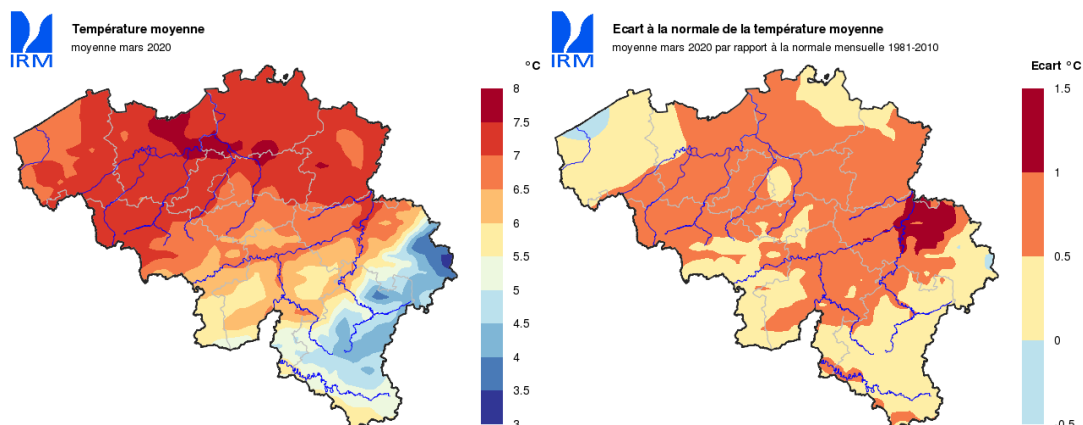 Température moyenne
moyenne mars 2020
IRM
°C
8
7.5
7
6.5
6
5.5
5
4.5
4
3.5
3
Ecart à la normale de la température moyenne
moyenne mars 2020 par rapport à la normale mensuelle 1981-2010
IRM
Ecart °C
1.5
1
0.5
0
-0.5